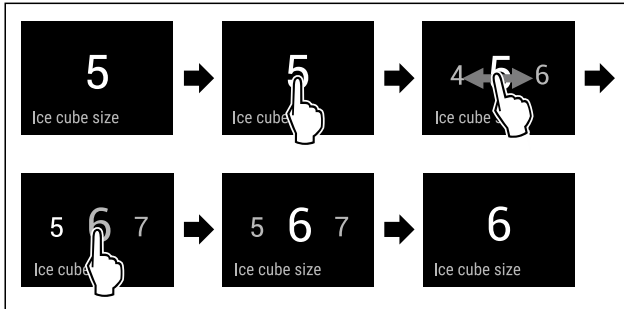 5
Ice cube size
5
Ice cu
4 5 6
Ice cube s
5 6 7
Ice cube
5 6 7
Ice cube size
6
Ice cube size